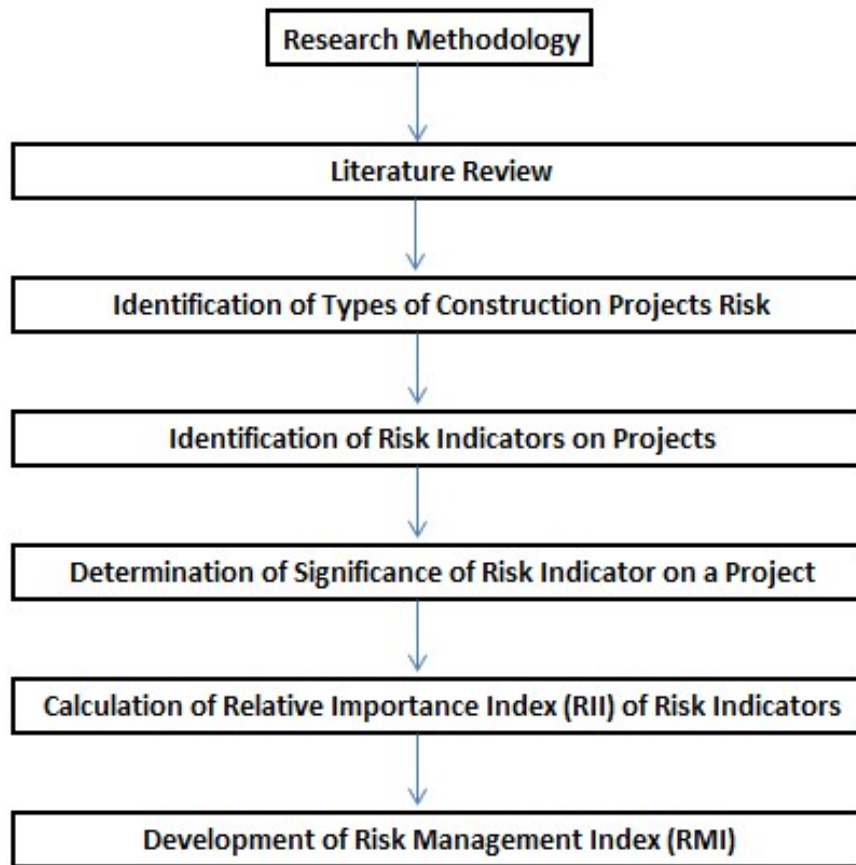 Research Methodology
Literature Review
Identification of Types of Construction Projects Risk
Identification of Risk Indicators on Projects
Determination of Significance of Risk Indicator on a Project
Calculation of Relative Importance Index (RII) of Risk Indicators
Development of Risk Management Index (RMI)